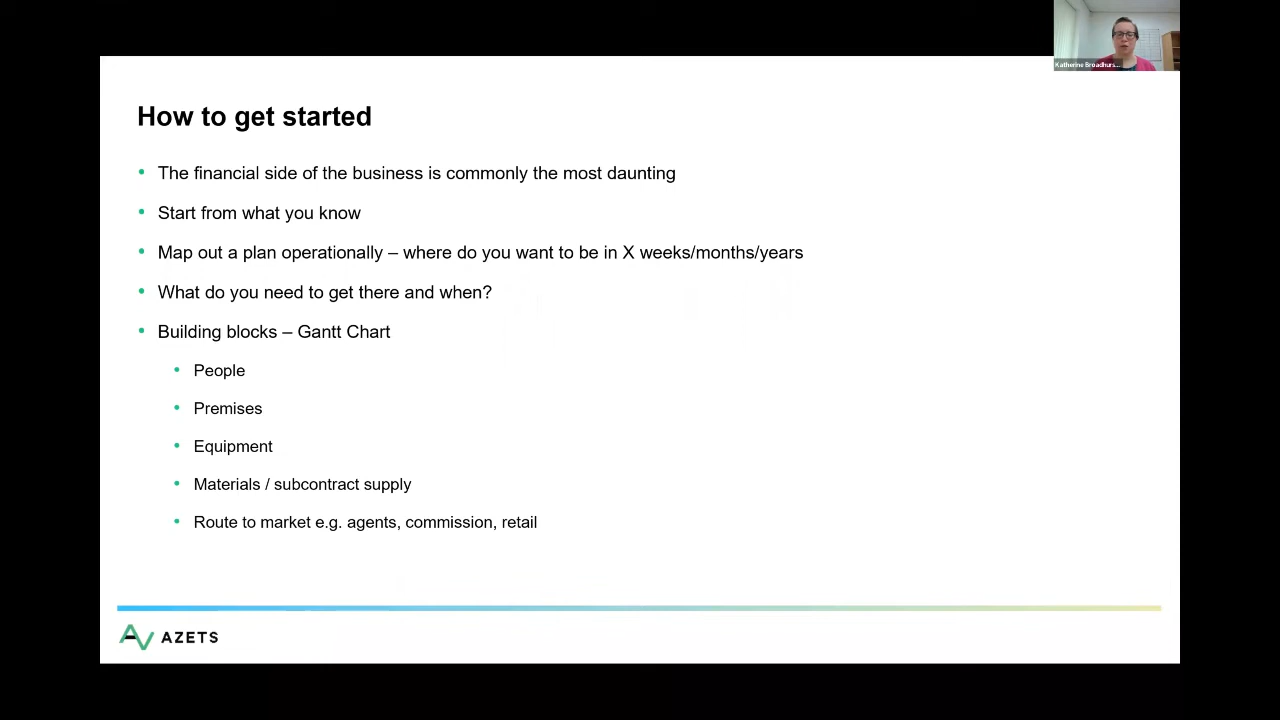 Katherine Broadhurs...
How to get started
• The financial side of the business is commonly the most daunting
• Start from what you know
• Map out a plan operationally – where do you want to be in X weeks/months/years
• What do you need to get there and when?
• Building blocks – Gantt Chart
• People
• Premises
• Equipment
• Materials / subcontract supply
• Route to market e.g. agents, commission, retail
AZETS